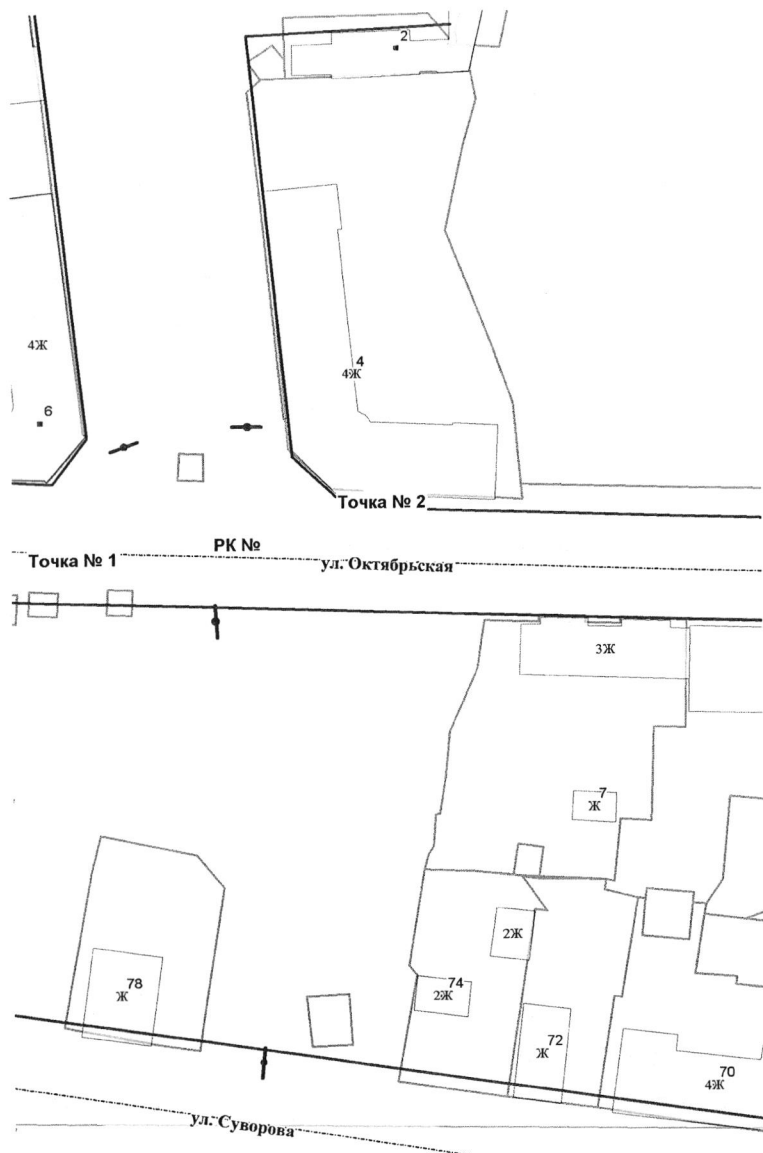 2
4Ж
4
4Ж
6
Точка № 2
РК №
Точка № 1
ул. Октябрьская
3Ж
7
Ж
2Ж
78
Ж
74
2Ж
72
Ж
70
4Ж
ул. Суворова